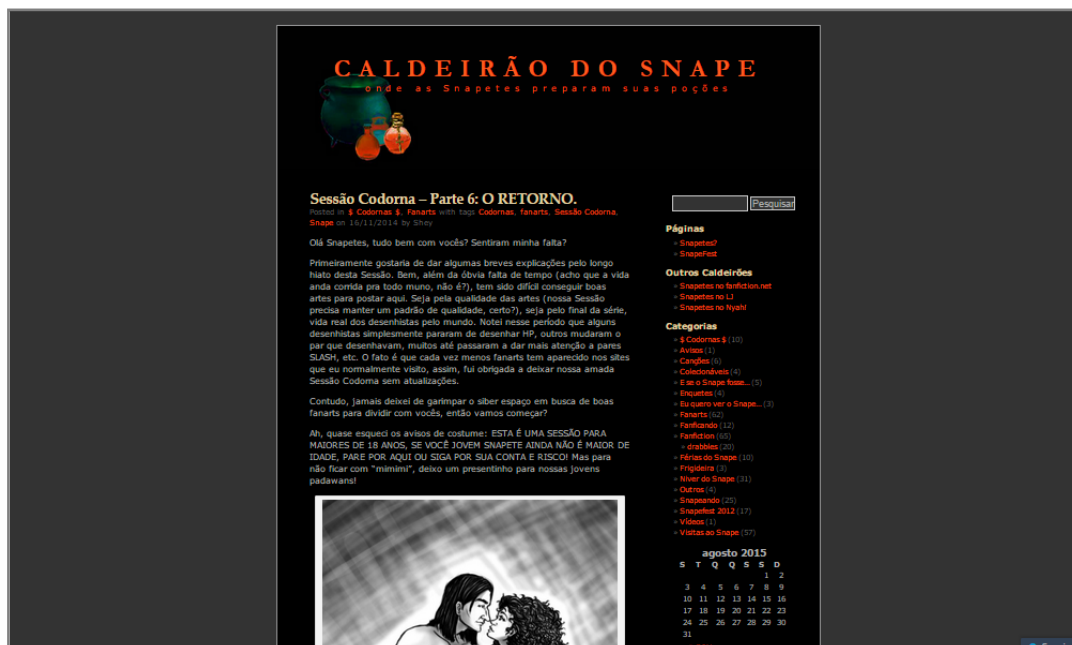 CALDEIRÃO DO SNAPE
onde as Snapetes preparam suas poções
Sessão Codorna – Parte 6: O RETORNO.
Posted in $ Codornas $, Fanarts with tags Codornas, fanarts, Sessão Codorna,
Snape on 16/11/2014 by Shey
Olá Snapetes, tudo bem com vocês? Sentiram minha falta?
Primeiramente gostaria de dar algumas breves explicações pelo longo
hiato desta Sessão. Bem, além da óbvia falta de tempo (acho que a vida
anda corrida pra todo muno, não é?), tem sido difícil conseguir boas
artes para postar aqui. Seja pela qualidade das artes (nossa Sessão
precisa manter um padrão de qualidade, certo?), seja pelo final da série,
vida real dos desenhistas pelo mundo. Notei nesse período que alguns
desenhistas simplesmente pararam de desenhar HP, outros mudaram o
par que desenhavam, muitos até passaram a dar mais atenção a pares
SLASH, etc. O fato é que cada vez menos fanarts tem aparecido nos sites
que eu normalmente visito, assim, fui obrigada a deixar nossa amada
Sessão Codorna sem atualizações.
Contudo, jamais deixei de garimpar o siber espaço em busca de boas
fanarts para dividir com vocês, então vamos começar?
Ah, quase esqueci os avisos de costume: ESTA É UMA SESSÃO PARA
MAIORES DE 18 ANOS, SE VOCÊ JOVEM SNAPETE AINDA NÃO É MAIOR DE
IDADE, PARE POR AQUI OU SIGA POR SUA CONTA E RISCO! Mas para
não ficar com “mimimi”, deixo um presentinho para nossas jovens
padawans!
Pesquisar
Páginas
» Snapetes?
» SnapeFest
Outros Caldeirões
» Snapetes no fanfiction.net
» Snapetes no LJ
» Snapetes no Nyah!
Categorias
» $ Codornas $ (10)
» Avisos (1)
» Canções (6)
» Colecionáveis (4)
» E se o Snape fosse... (5)
» Enquetes (4)
» Eu quero ver o Snape... (3)
» Fanarts (62)
» Fanficando (12)
» Fanfiction (65)
» drabbles (20)
» Férias do Snape (10)
» Frigideira (3)
» Niver do Snape (31)
» Outros (4)
» Snapeando (25)
» Snapefest 2012 (17)
» Vídeos (1)
» Visitas ao Snape (57)
agosto 2015
S T Q Q S S D
1 2
3 4 5 6 7 8 9
10 11 12 13 14 15 16
17 18 19 20 21 22 23
24 25 26 27 28 29 30
31